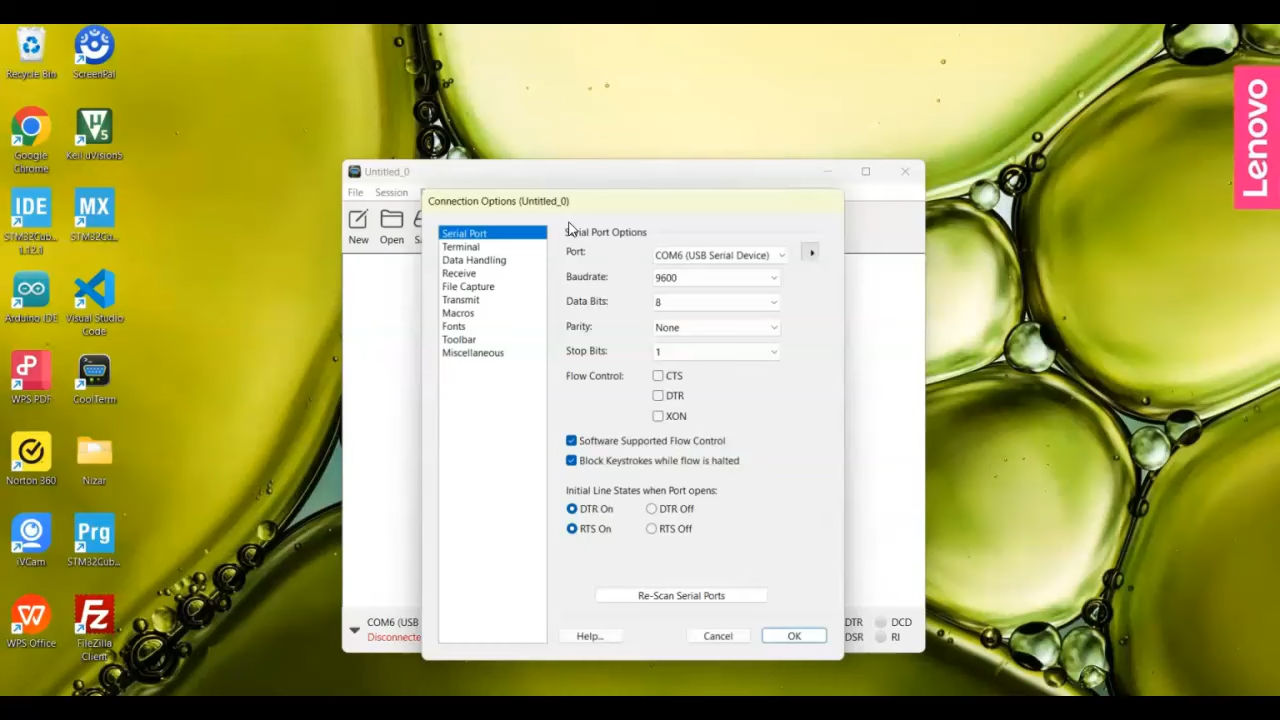 Recycle Bin
ScreenPal
Google
Chrome
Keil uVision5
STM32Cub...
1.12.1
STM32Cu...
Arduino IDE
Visual Studio
Code
WPS PDF
CoolTerm
Norton 360
Nizar
iVCam
STM32Cub...
WPS Office
FileZilla
Client
IDE
MX
Prg
Lenovo
Untitled_0
File Session
New Open
Connection Options (Untitled_0)
Serial Port
Terminal
Data Handling
Receive
File Capture
Transmit
Macros
Fonts
Toolbar
Miscellaneous
Serial Port Options
Port: COM6 (USB Serial Device)
Baudrate: 9600
Data Bits: 8
Parity: None
Stop Bits: 1
Flow Control: CTS
DTR
XON
Software Supported Flow Control
Block Keystrokes while flow is halted
Initial Line States when Port opens:
DTR On DTR Off
RTS On RTS Off
Re-Scan Serial Ports
Help... Cancel OK
COM6 (USB
Disconnecte
DTR DCD
DSR RI